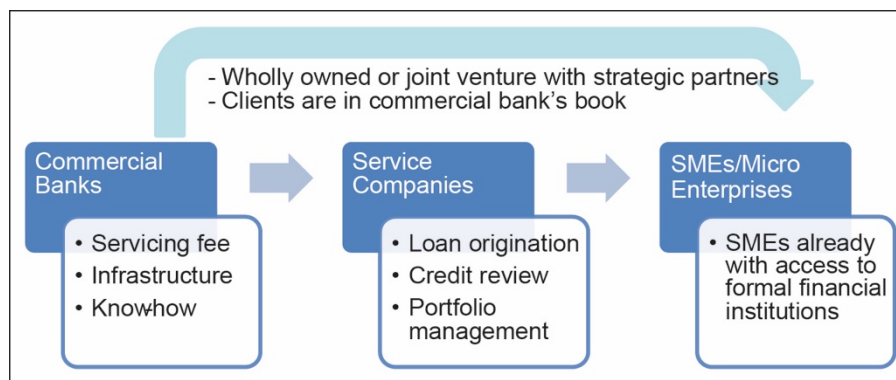 - Wholly owned or joint venture with strategic partners
- Clients are in commercial bank's book
Commercial
Banks
• Servicing fee
• Infrastructure
• Know-how
Service
Companies
• Loan origination
• Credit review
• Portfolio
management
SMEs/Micro
Enterprises
• SMEs already
with access to
formal financial
institutions